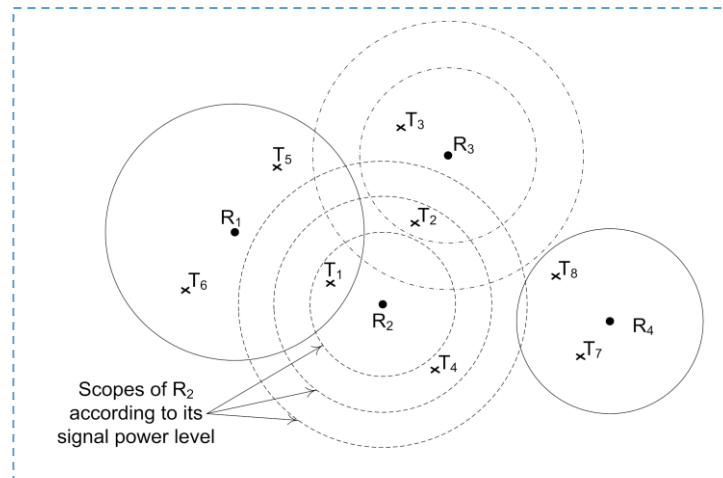 T3
R3
T5
R1
T2
T1
T6
T8
R2
R4
T7
T4
Scopes of R2
according to its
signal power level